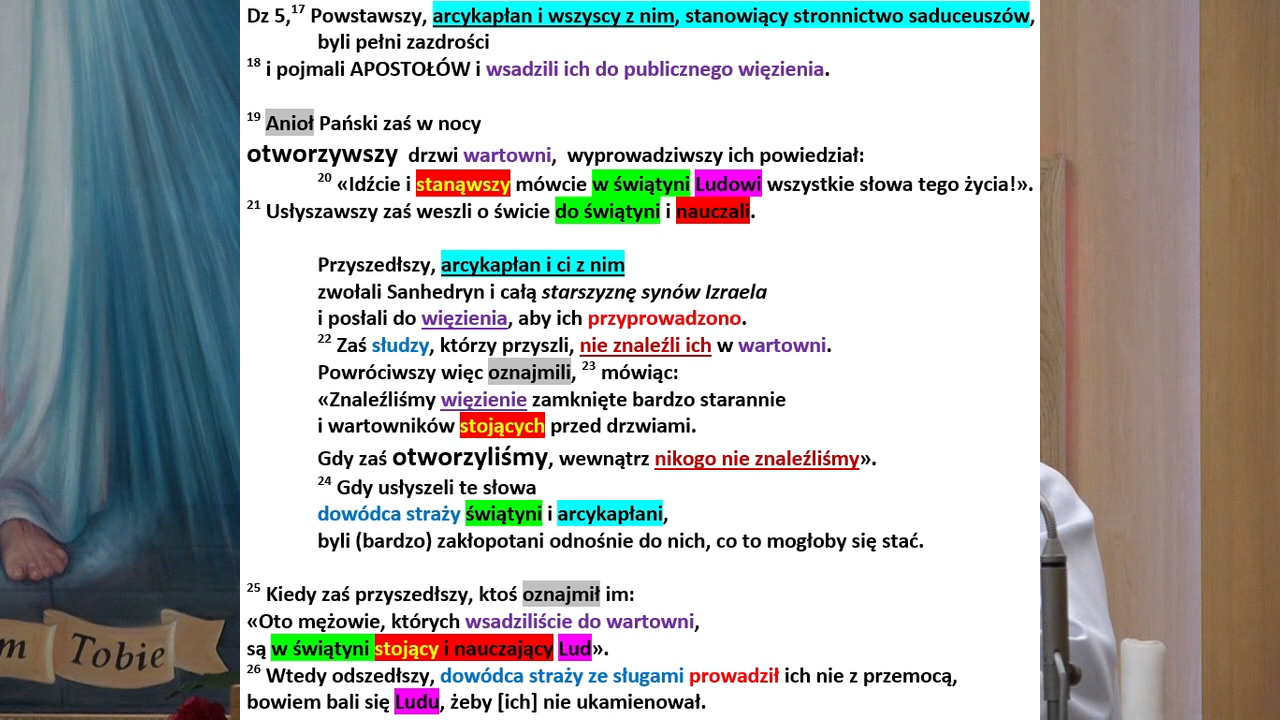 Dz 5,17 Powstawszy, arcykapłan i wszyscy z nim, stanowiący stronnictwo saduceuszów,
byli pełni zazdrości
18 i pojmali APOSTOŁÓW i wsadzili ich do publicznego więzienia.
19 Anioł Pański zaś w nocy
otworzywszy drzwi wartowni, wyprowadziwszy ich powiedział:
20 «Idźcie i stanąwszy mówcie w świątyni Ludowi wszystkie słowa tego życia!».
21 Usłyszawszy zaś weszli o świcie do świątyni i nauczali.
Przyszedłszy, arcykapłan i ci z nim
zwołali Sanhedryn i całą starszyznę synów Izraela
i posłali do więzienia, aby ich przyprowadzono.
22 Zaś słudzy, którzy przyszli, nie znaleźli ich w wartowni.
Powróciwszy więc oznajmili, 23 mówiąc:
«Znaleźliśmy więzienie zamknięte bardzo starannie
i wartowników stojących przed drzwiami.
Gdy zaś otworzyliśmy, wewnątrz nikogo nie znaleźliśmy».
24 Gdy usłyszeli te słowa
dowódca straży świątyni i arcykapłani,
byli (bardzo) zakłopotani odnośnie do nich, co to mogłoby się stać.
25 Kiedy zaś przyszedłszy, ktoś oznajmił im:
«Oto mężowie, których wsadziliście do wartowni,
są w świątyni stojący i nauczający Lud».
26 Wtedy odszedłszy, dowódca straży ze sługami prowadził ich nie z przemocą,
bowiem bali się Ludu, żeby [ich] nie ukamienował.
m Tobie